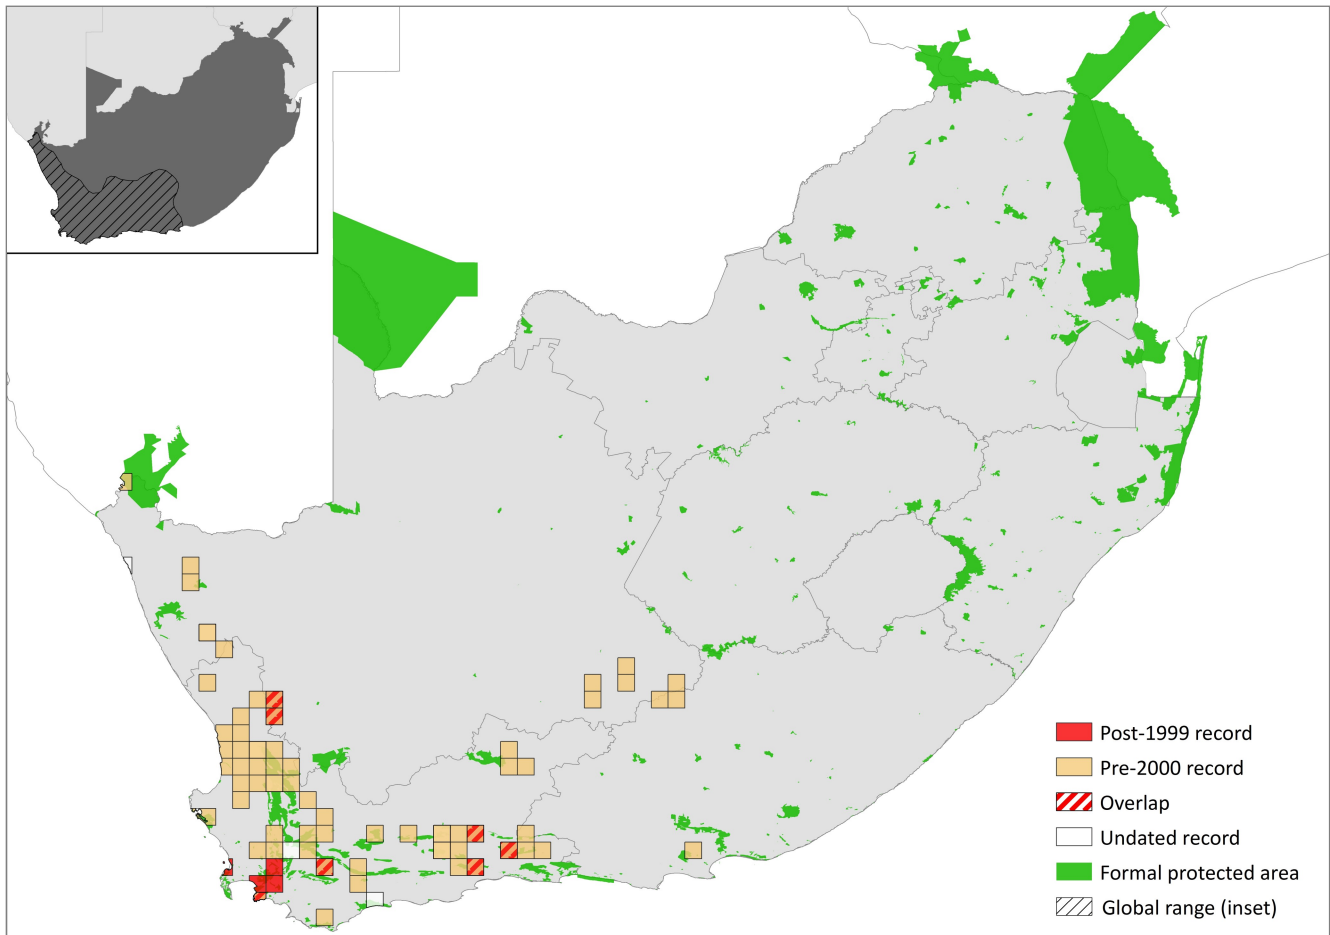 Post-1999 record
Pre-2000 record
Overlap
Undated record
Formal protected area
Global range (inset)